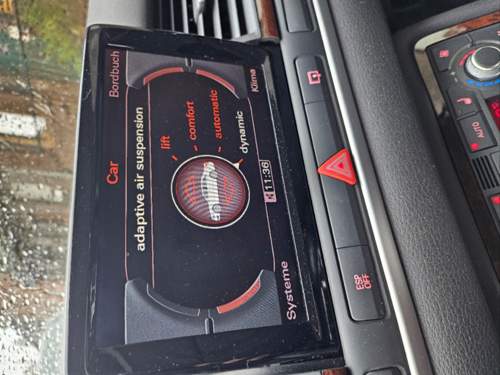 Bordbuch
Car
Klima
adaptive air suspension
lift
comfort
automatic
dynamic
11:36
Systeme
ESP
OFF
AUTO